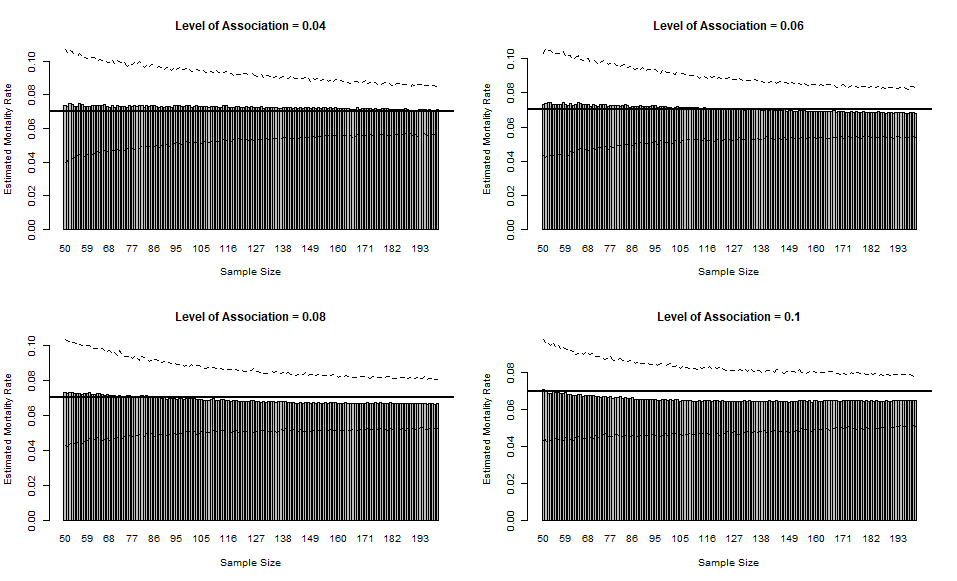 Level of Association = 0.04
Estimated Mortality Rate
0.10
0.08
0.06
0.04
0.02
0.00
50 59 68 77 86 95 105 116 127 138 149 160 171 182 193
Sample Size
Level of Association = 0.06
Estimated Mortality Rate
0.10
0.08
0.06
0.04
0.02
0.00
50 59 68 77 86 95 105 116 127 138 149 160 171 182 193
Sample Size
Level of Association = 0.08
Estimated Mortality Rate
0.10
0.08
0.06
0.04
0.02
0.00
50 59 68 77 86 95 105 116 127 138 149 160 171 182 193
Sample Size
Level of Association = 0.1
Estimated Mortality Rate
0.08
0.06
0.04
0.02
0.00
50 59 68 77 86 95 105 116 127 138 149 160 171 182 193
Sample Size